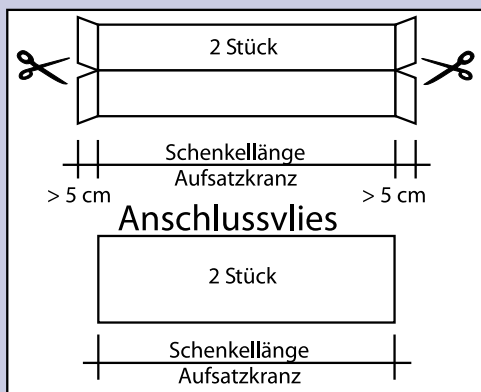 2 Stück
Schenkellänge
Aufsatzkranz
> 5 cm
> 5 cm
Anschlussvlies
2 Stück
Schenkellänge
Aufsatzkranz